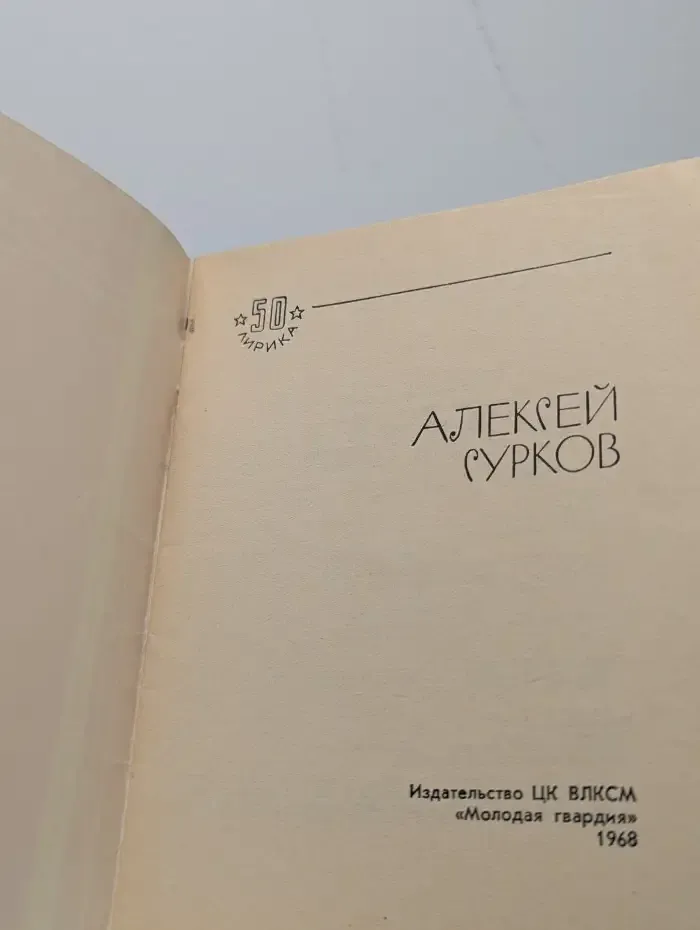 ☆50☆
ЛИРИКА
АЛЕКСЕЙ
СУРКОВ
Издательство ЦК ВЛКСМ
«Молодая гвардия»
1968